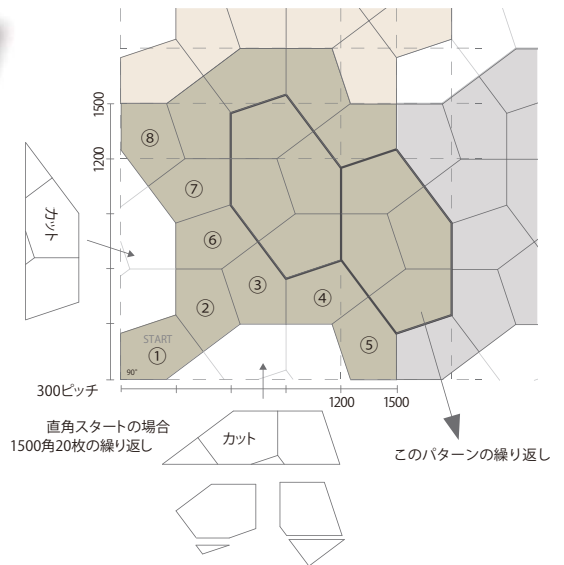 1500
1200
⑧
⑦
カット
⑥
③
②
④
START
①
⑤
90°
300ピッチ
1200 1500
直角スタートの場合
1500角20枚の繰り返し
カット
このパターンの繰り返し